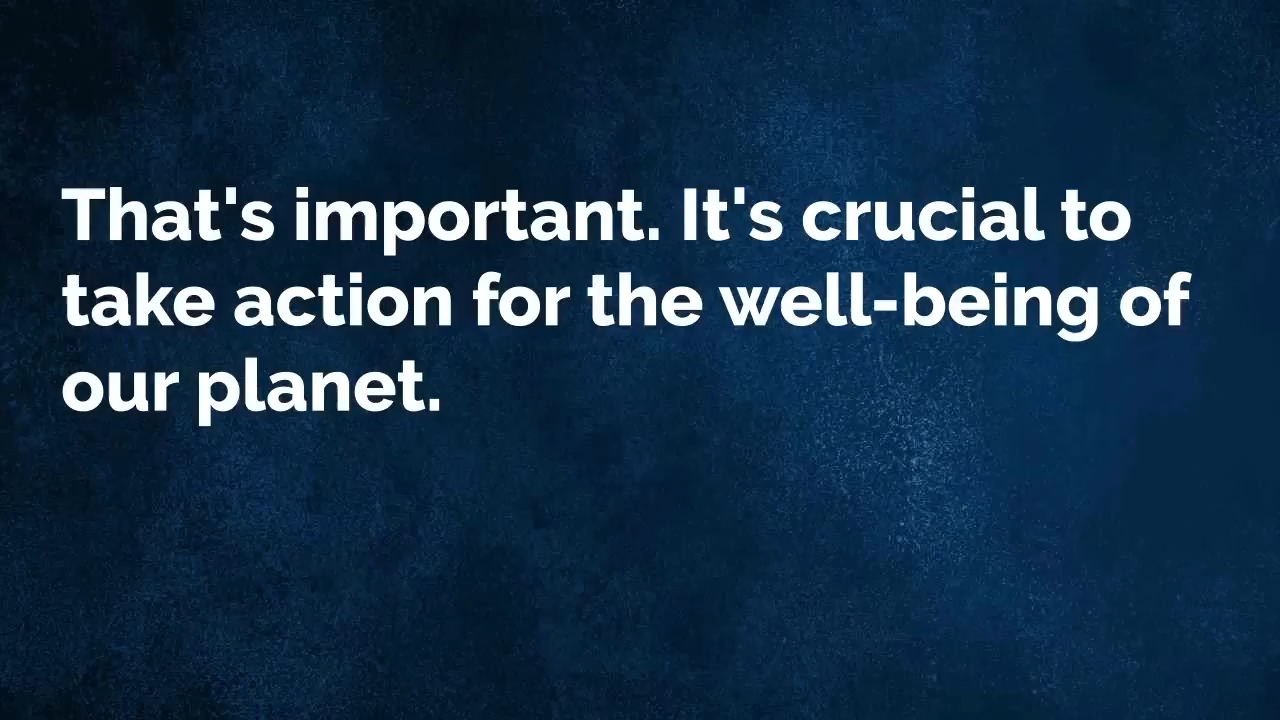 That's important. It's crucial to
take action for the well-being of
our planet.